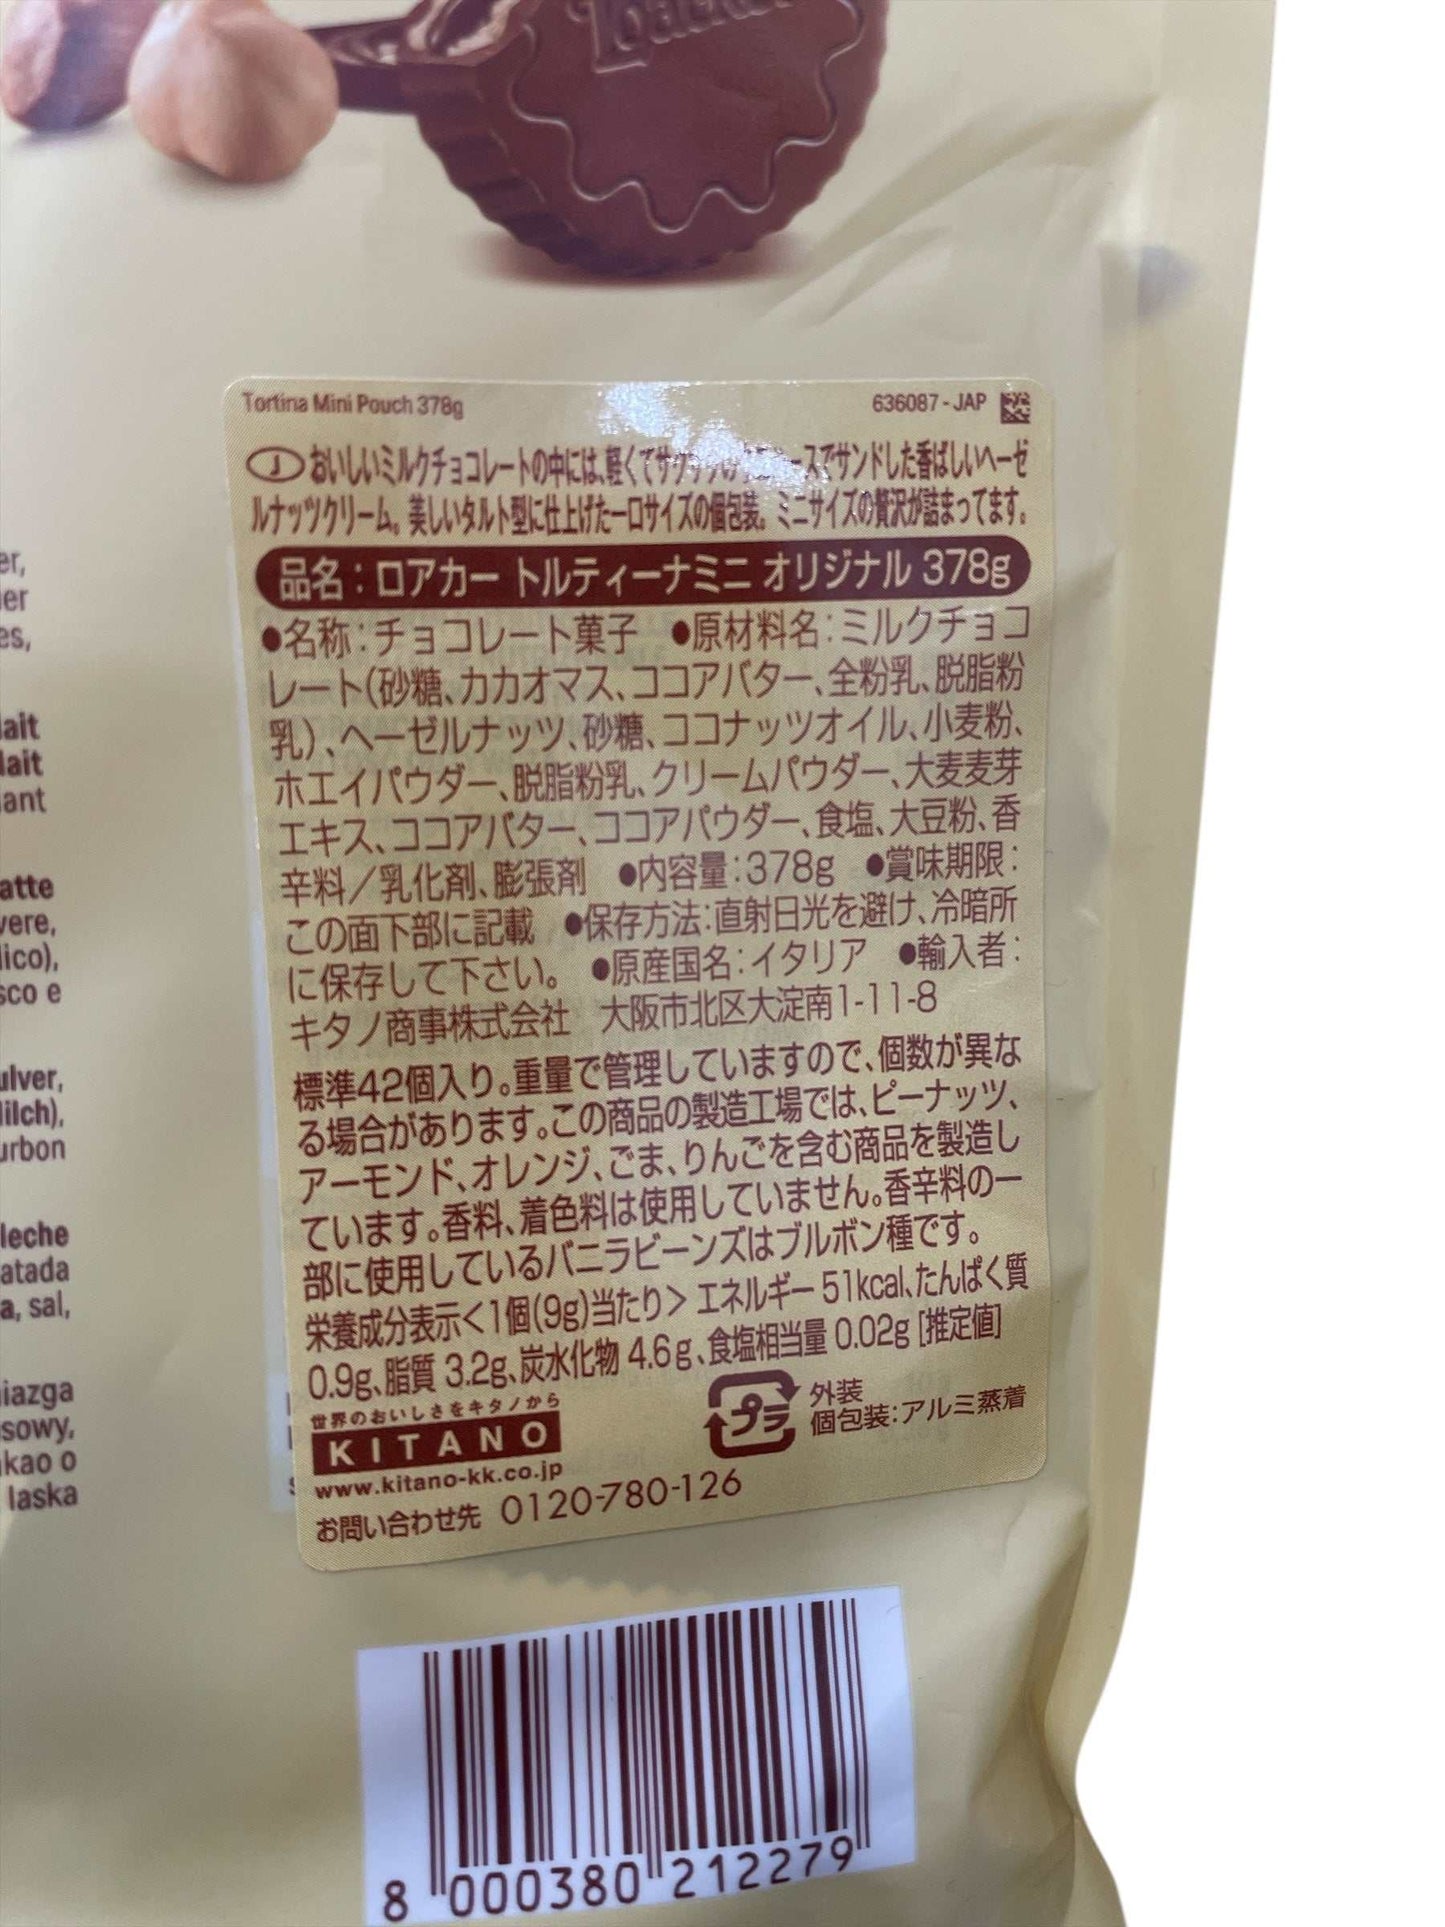 er,
er
es,
lait
lait
ant
atte
vere,
lico),
sco e
ulver,
Milch),
urbon
leche
atada
a, sal,
iazga
sowy,
kao o
laska
Tortina Mini Pouch 378g 636087-JAP
Ⓙおいしいミルクチョコレートの中には、軽くて スでサンドした香ばしいヘーゼ
ルナッツクリーム。美しいタルト型に仕上げた一口サイズの個包装。ミニサイズの贅沢が詰まってます。
品名：ロアカー トルティーナミニ オリジナル 378g
●名称：チョコレート菓子 ●原材料名：ミルクチョコ
レート（砂糖、カカオマス、ココアバター、全粉乳、脱脂粉
乳）、ヘーゼルナッツ、砂糖、ココナッツオイル、小麦粉、
ホエイパウダー、脱脂粉乳、クリームパウダー、大麦麦芽
エキス、ココアバター、ココアパウダー、食塩、大豆粉、香
辛料／乳化剤、膨張剤 ●内容量：378g ●賞味期限：
この面下部に記載 ●保存方法：直射日光を避け、冷暗所
に保存して下さい。 ●原産国名：イタリア ●輸入者：
キタノ商事株式会社 大阪市北区大淀南1-11-8
標準42個入り。重量で管理していますので、個数が異な
る場合があります。この商品の製造工場では、ピーナッツ、
アーモンド、オレンジ、ごま、りんごを含む商品を製造し
ています。香料、着色料は使用していません。香辛料の一
部に使用しているバニラビーンズはブルボン種です。
栄養成分表示＜1個(9g)当たり＞ エネルギー 51kcal、たんぱく質
0.9g、脂質 3.2g、炭水化物 4.6g、食塩相当量 0.02g [推定値]
世界のおいしさをキタノから
KITANO
www.kitano-kk.co.jp
プラ
外装
個包装：アルミ蒸着
お問い合わせ先 0120-780-126
8 000380 212279